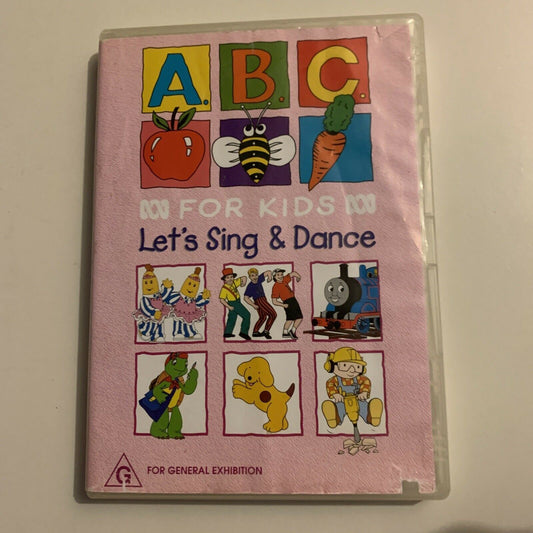 A.B.C.
FOR KIDS
Let's Sing & Dance
G
FOR GENERAL EXHIBITION